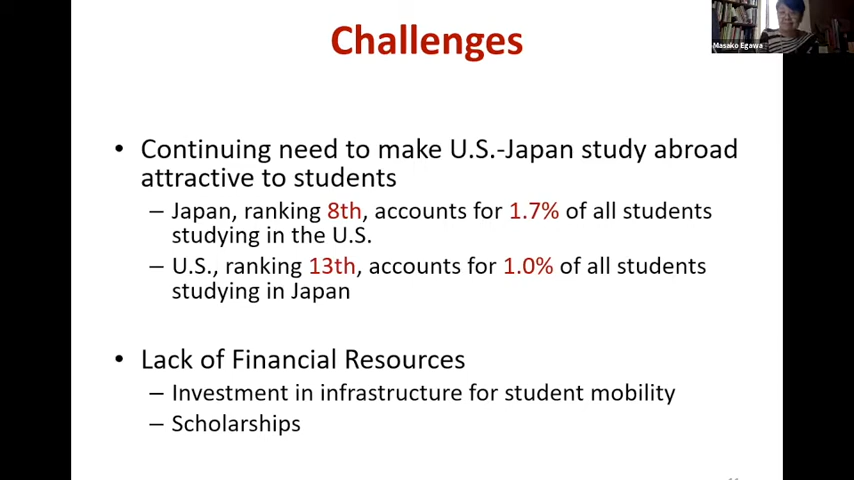 Challenges
Masako Egawa
• Continuing need to make U.S.-Japan study abroad
attractive to students
– Japan, ranking 8th, accounts for 1.7% of all students
studying in the U.S.
– U.S., ranking 13th, accounts for 1.0% of all students
studying in Japan
• Lack of Financial Resources
– Investment in infrastructure for student mobility
– Scholarships